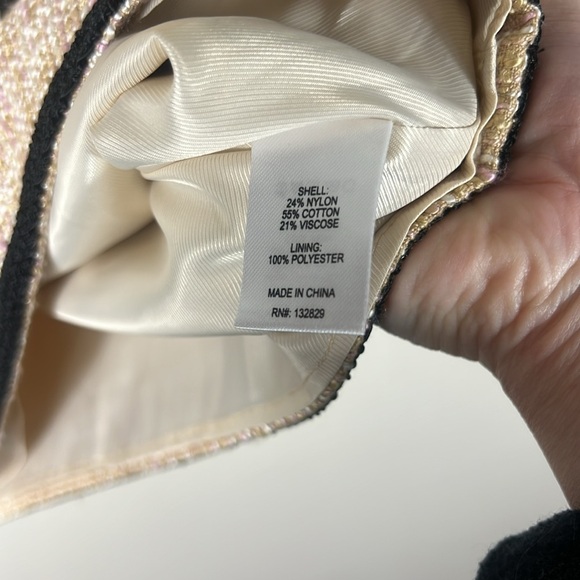 SHELL:
24% NYLON
55% COTTON
21% VISCOSE
LINING:
100% POLYESTER
MADE IN CHINA
RN#: 132829